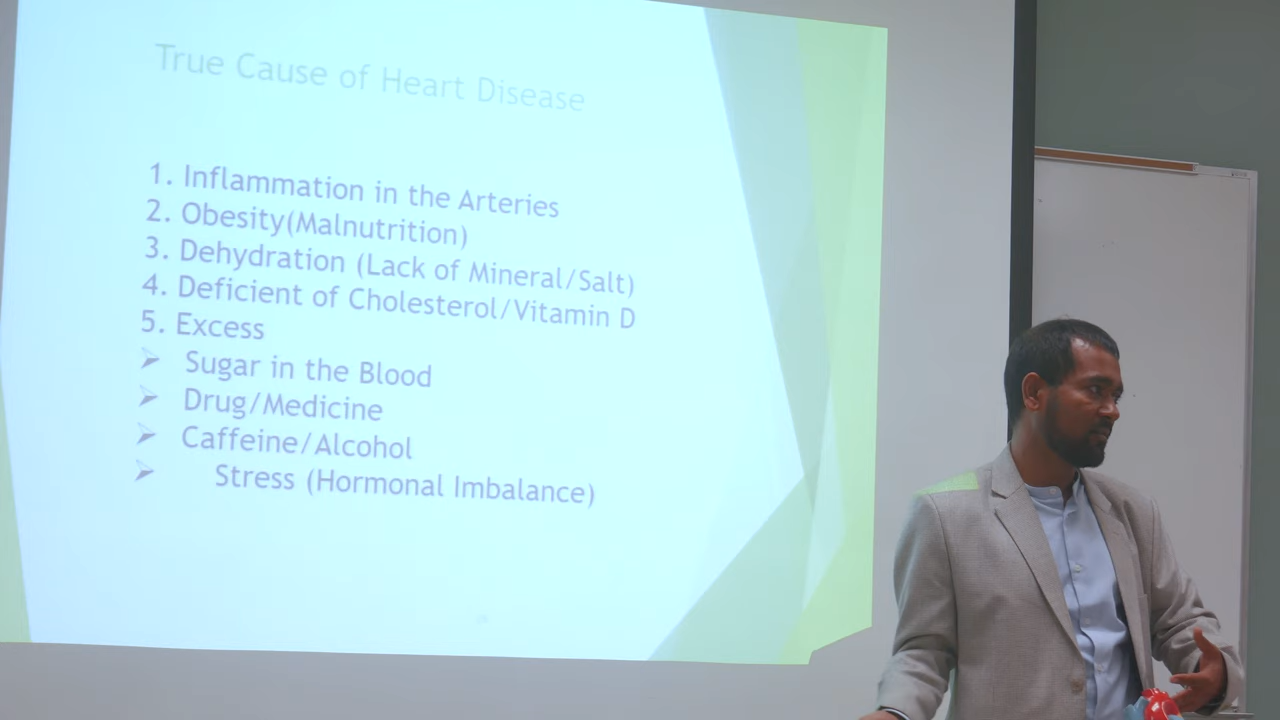 True Cause of Heart Disease
1. Inflammation in the Arteries
2. Obesity(Malnutrition)
3. Dehydration (Lack of Mineral/Salt)
4. Deficient of Cholesterol/Vitamin D
5. Excess
➢ Sugar in the Blood
➢ Drug/Medicine
➢ Caffeine/Alcohol
➢ Stress (Hormonal Imbalance)